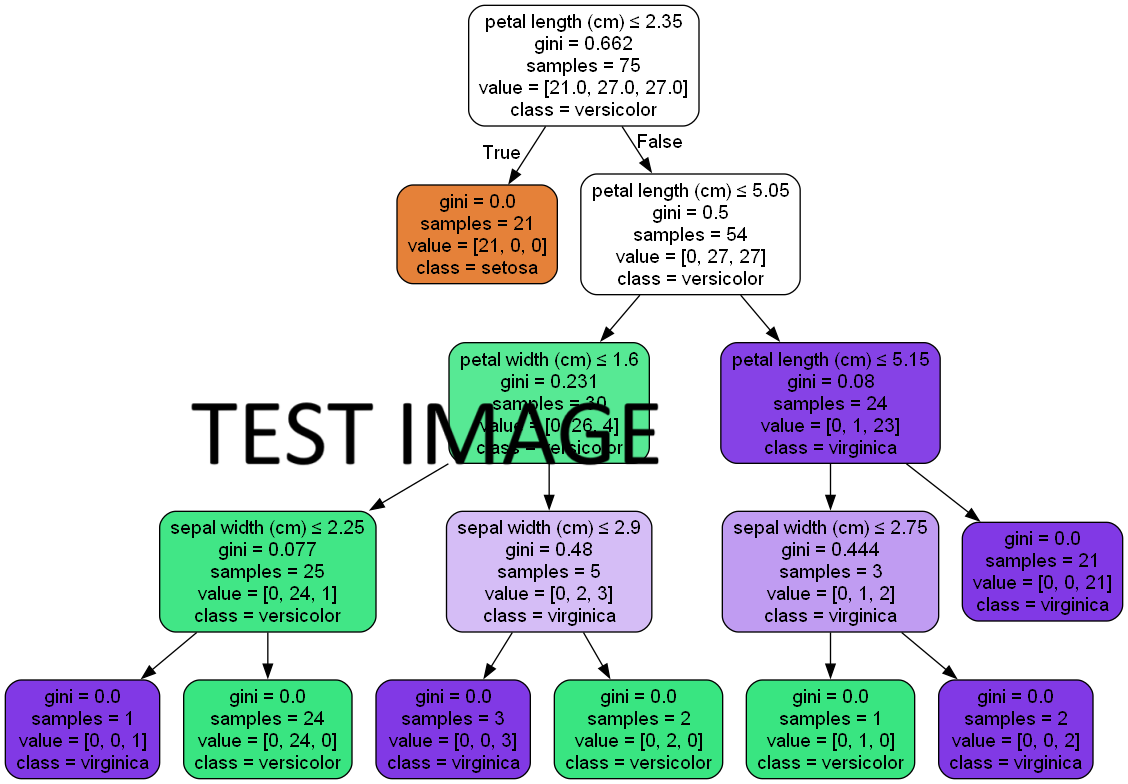 petal length (cm) ≤ 2.35
gini = 0.662
samples = 75
value = [21.0, 27.0, 27.0]
class = versicolor
True
False
gini = 0.0
samples = 21
value = [21, 0, 0]
class = setosa
petal length (cm) ≤ 5.05
gini = 0.5
samples = 54
value = [0, 27, 27]
class = versicolor
petal width (cm) ≤ 1.6
gini = 0.231
samples = 30
value = [0, 26, 4]
class = versicolor
TEST IMAGE
petal length (cm) ≤ 5.15
gini = 0.08
samples = 24
value = [0, 1, 23]
class = virginica
sepal width (cm) ≤ 2.25
gini = 0.077
samples = 25
value = [0, 24, 1]
class = versicolor
sepal width (cm) ≤ 2.9
gini = 0.48
samples = 5
value = [0, 2, 3]
class = virginica
sepal width (cm) ≤ 2.75
gini = 0.444
samples = 3
value = [0, 1, 2]
class = virginica
gini = 0.0
samples = 21
value = [0, 0, 21]
class = virginica
gini = 0.0
samples = 1
value = [0, 0, 1]
class = virginica
gini = 0.0
samples = 24
value = [0, 24, 0]
class = versicolor
gini = 0.0
samples = 3
value = [0, 0, 3]
class = virginica
gini = 0.0
samples = 2
value = [0, 2, 0]
class = versicolor
gini = 0.0
samples = 1
value = [0, 1, 0]
class = versicolor
gini = 0.0
samples = 2
value = [0, 0, 2]
class = virginica